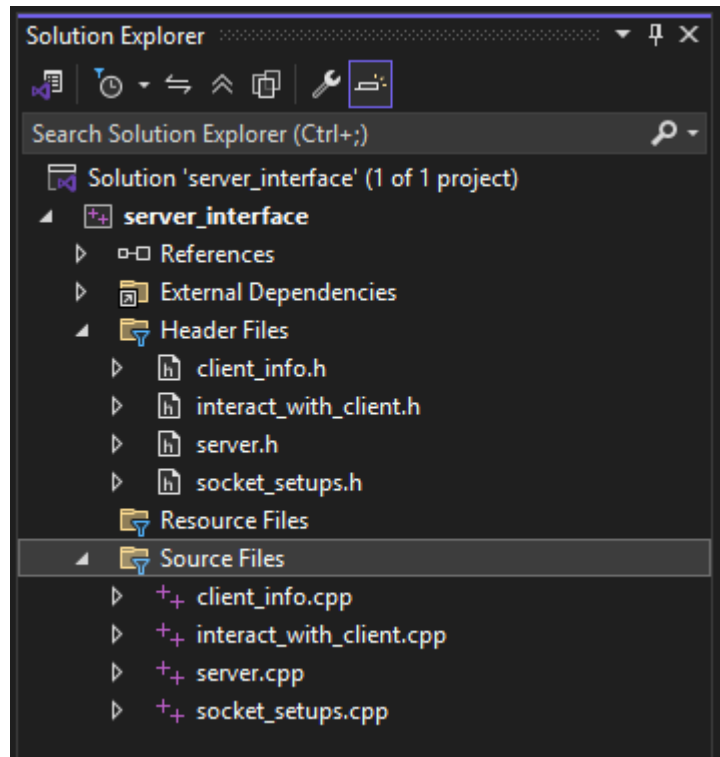 Solution Explorer
Search Solution Explorer (Ctrl+;)
Solution 'server_interface' (1 of 1 project)
server_interface
References
External Dependencies
Header Files
client_info.h
interact_with_client.h
server.h
socket_setups.h
Resource Files
Source Files
client_info.cpp
interact_with_client.cpp
server.cpp
socket_setups.cpp